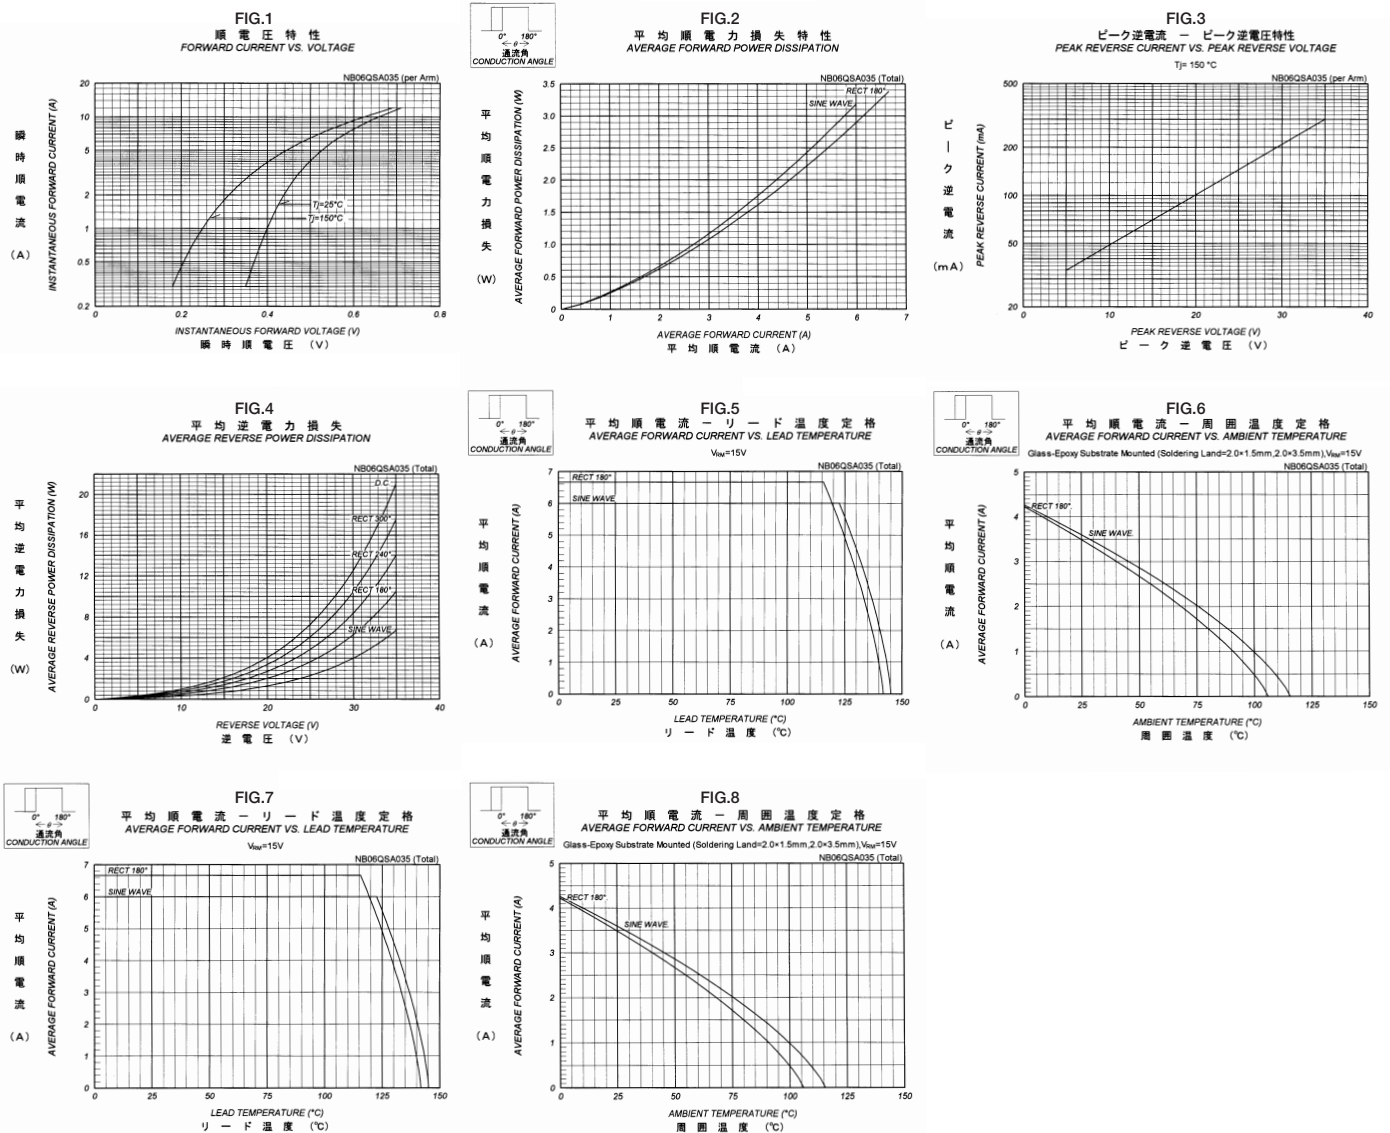 FIG.1
順電圧特性
FORWARD CURRENT VS. VOLTAGE
NB06QSA035 (per Arm)
瞬時順電流 (A)
INSTANTANEOUS FORWARD CURRENT (A)
20
10
5
2
1
0.5
0.2
Tj=25°C
Tj=150°C
0 0.2 0.4 0.6 0.8
INSTANTANEOUS FORWARD VOLTAGE (V)
瞬時順電圧 (V)
0° 180°
θ
通流角
CONDUCTION ANGLE
FIG.2
平均順電力損失特性
AVERAGE FORWARD POWER DISSIPATION
NB06QSA035 (Total)
平均順電力損失 (W)
AVERAGE FORWARD POWER DISSIPATION (W)
3.5
3.0
2.5
2.0
1.5
1.0
0.5
0
RECT 180°
SINE WAVE
0 1 2 3 4 5 6 7
AVERAGE FORWARD CURRENT (A)
平均順電流 (A)
FIG.3
ピーク逆電流 － ピーク逆電圧特性
PEAK REVERSE CURRENT VS. PEAK REVERSE VOLTAGE
Tj= 150 °C
NB06QSA035 (per Arm)
ピーク逆電流 (mA)
PEAK REVERSE CURRENT (mA)
500
200
100
50
20
0 10 20 30 40
PEAK REVERSE VOLTAGE (V)
ピーク逆電圧 (V)
FIG.4
平均逆電力損失
AVERAGE REVERSE POWER DISSIPATION
NB06QSA035 (Total)
平均逆電力損失 (W)
AVERAGE REVERSE POWER DISSIPATION (W)
20
16
12
8
4
0
D.C.
RECT 300°
RECT 240°
RECT 180°
SINE WAVE
0 10 20 30 40
REVERSE VOLTAGE (V)
逆電圧 (V)
0° 180°
θ
通流角
CONDUCTION ANGLE
FIG.5
平均順電流－リード温度定格
AVERAGE FORWARD CURRENT VS. LEAD TEMPERATURE
VRM=15V
NB06QSA035 (Total)
平均順電流 (A)
AVERAGE FORWARD CURRENT (A)
7
6
5
4
3
2
1
0
RECT 180°
SINE WAVE
0 25 50 75 100 125 150
LEAD TEMPERATURE (°C)
リード温度 (℃)
0° 180°
θ
通流角
CONDUCTION ANGLE
FIG.6
平均順電流－周囲温度定格
AVERAGE FORWARD CURRENT VS. AMBIENT TEMPERATURE
Glass-Epoxy Substrate Mounted (Soldering Land=2.0×1.5mm,2.0×3.5mm),VRM=15V
NB06QSA035 (Total)
平均順電流 (A)
AVERAGE FORWARD CURRENT (A)
5
4
3
2
1
0
RECT 180°
SINE WAVE
0 25 50 75 100 125 150
AMBIENT TEMPERATURE (°C)
周囲温度 (℃)
0° 180°
θ
通流角
CONDUCTION ANGLE
FIG.7
平均順電流－リード温度定格
AVERAGE FORWARD CURRENT VS. LEAD TEMPERATURE
VRM=15V
NB06QSA035 (Total)
平均順電流 (A)
AVERAGE FORWARD CURRENT (A)
7
6
5
4
3
2
1
0
RECT 180°
SINE WAVE
0 25 50 75 100 125 150
LEAD TEMPERATURE (°C)
リード温度 (℃)
0° 180°
θ
通流角
CONDUCTION ANGLE
FIG.8
平均順電流－周囲温度定格
AVERAGE FORWARD CURRENT VS. AMBIENT TEMPERATURE
Glass-Epoxy Substrate Mounted (Soldering Land=2.0×1.5mm,2.0×3.5mm),VRM=15V
NB06QSA035 (Total)
平均順電流 (A)
AVERAGE FORWARD CURRENT (A)
5
4
3
2
1
0
RECT 180°
SINE WAVE
0 25 50 75 100 125 150
AMBIENT TEMPERATURE (°C)
周囲温度 (℃)